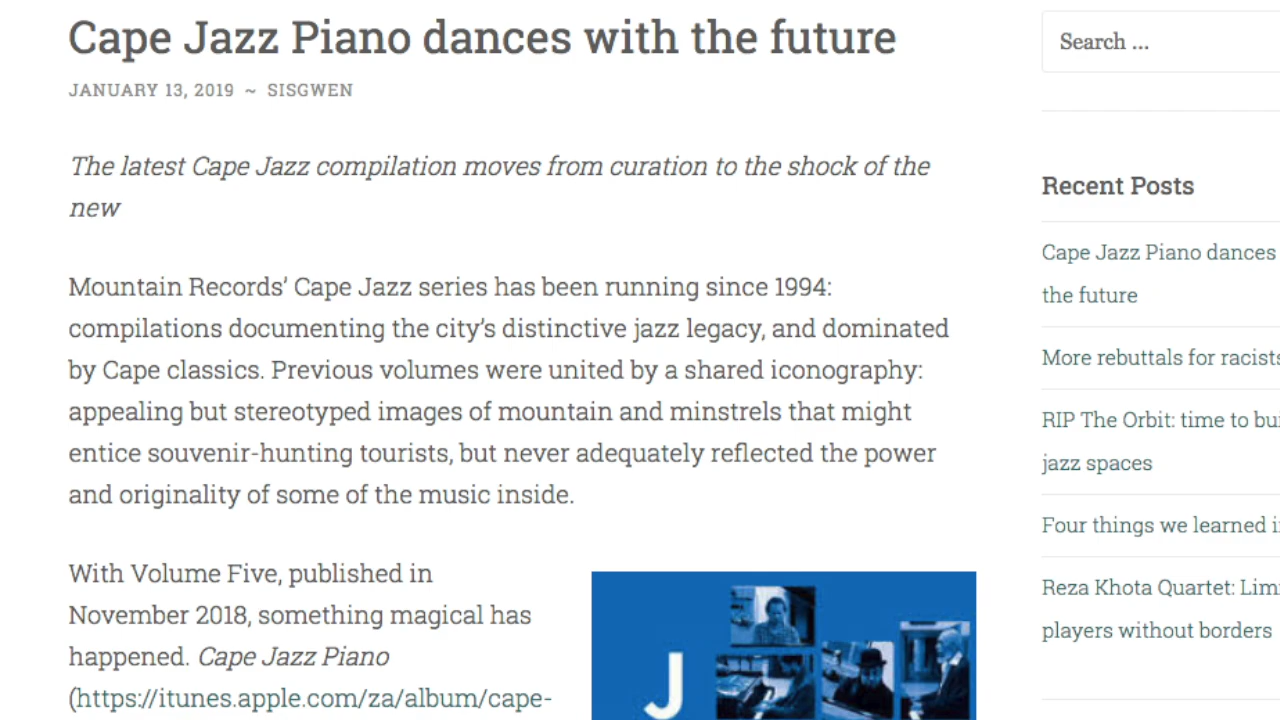 Cape Jazz Piano dances with the future
JANUARY 13, 2019 ~ SISGWEN
The latest Cape Jazz compilation moves from curation to the shock of the
new
Mountain Records’ Cape Jazz series has been running since 1994:
compilations documenting the city’s distinctive jazz legacy, and dominated
by Cape classics. Previous volumes were united by a shared iconography:
appealing but stereotyped images of mountain and minstrels that might
entice souvenir-hunting tourists, but never adequately reflected the power
and originality of some of the music inside.
With Volume Five, published in
November 2018, something magical has
happened. Cape Jazz Piano
(https://itunes.apple.com/za/album/cape-
J
Search ...
Recent Posts
Cape Jazz Piano dances
the future
More rebuttals for racists
RIP The Orbit: time to bu
jazz spaces
Four things we learned i
Reza Khota Quartet: Lim
players without borders